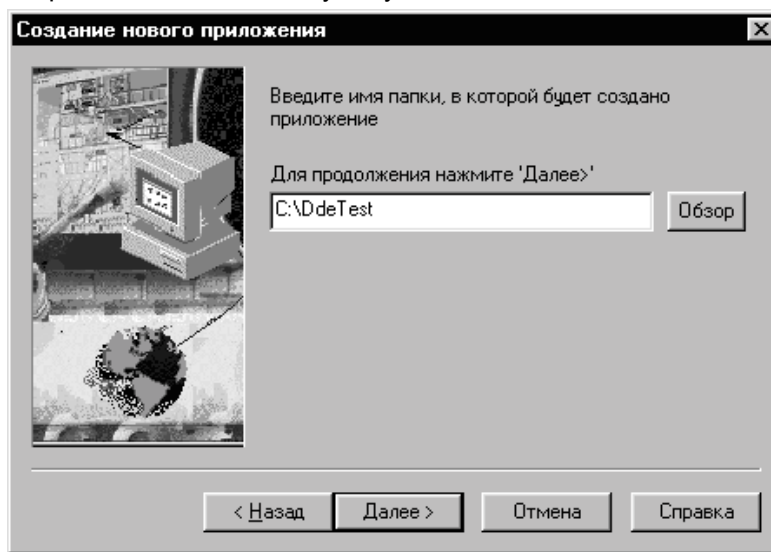 Создание нового приложения
Введите имя папки, в которой будет создано
приложение
Для продолжения нажмите 'Далее>'
C:\DdeTest
Обзор
< Назад
Далее >
Отмена
Справка